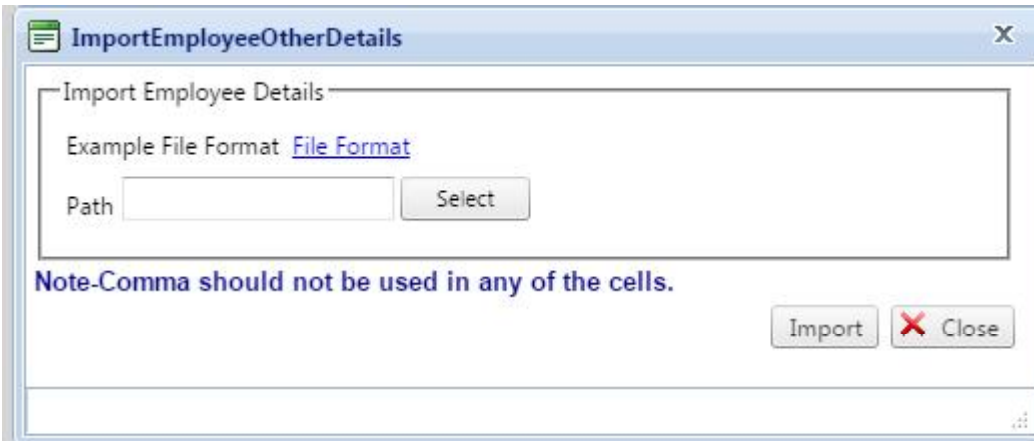 ImportEmployeeOtherDetails
Import Employee Details
Example File Format File Format
Path Select
Note-Comma should not be used in any of the cells.
Import Close